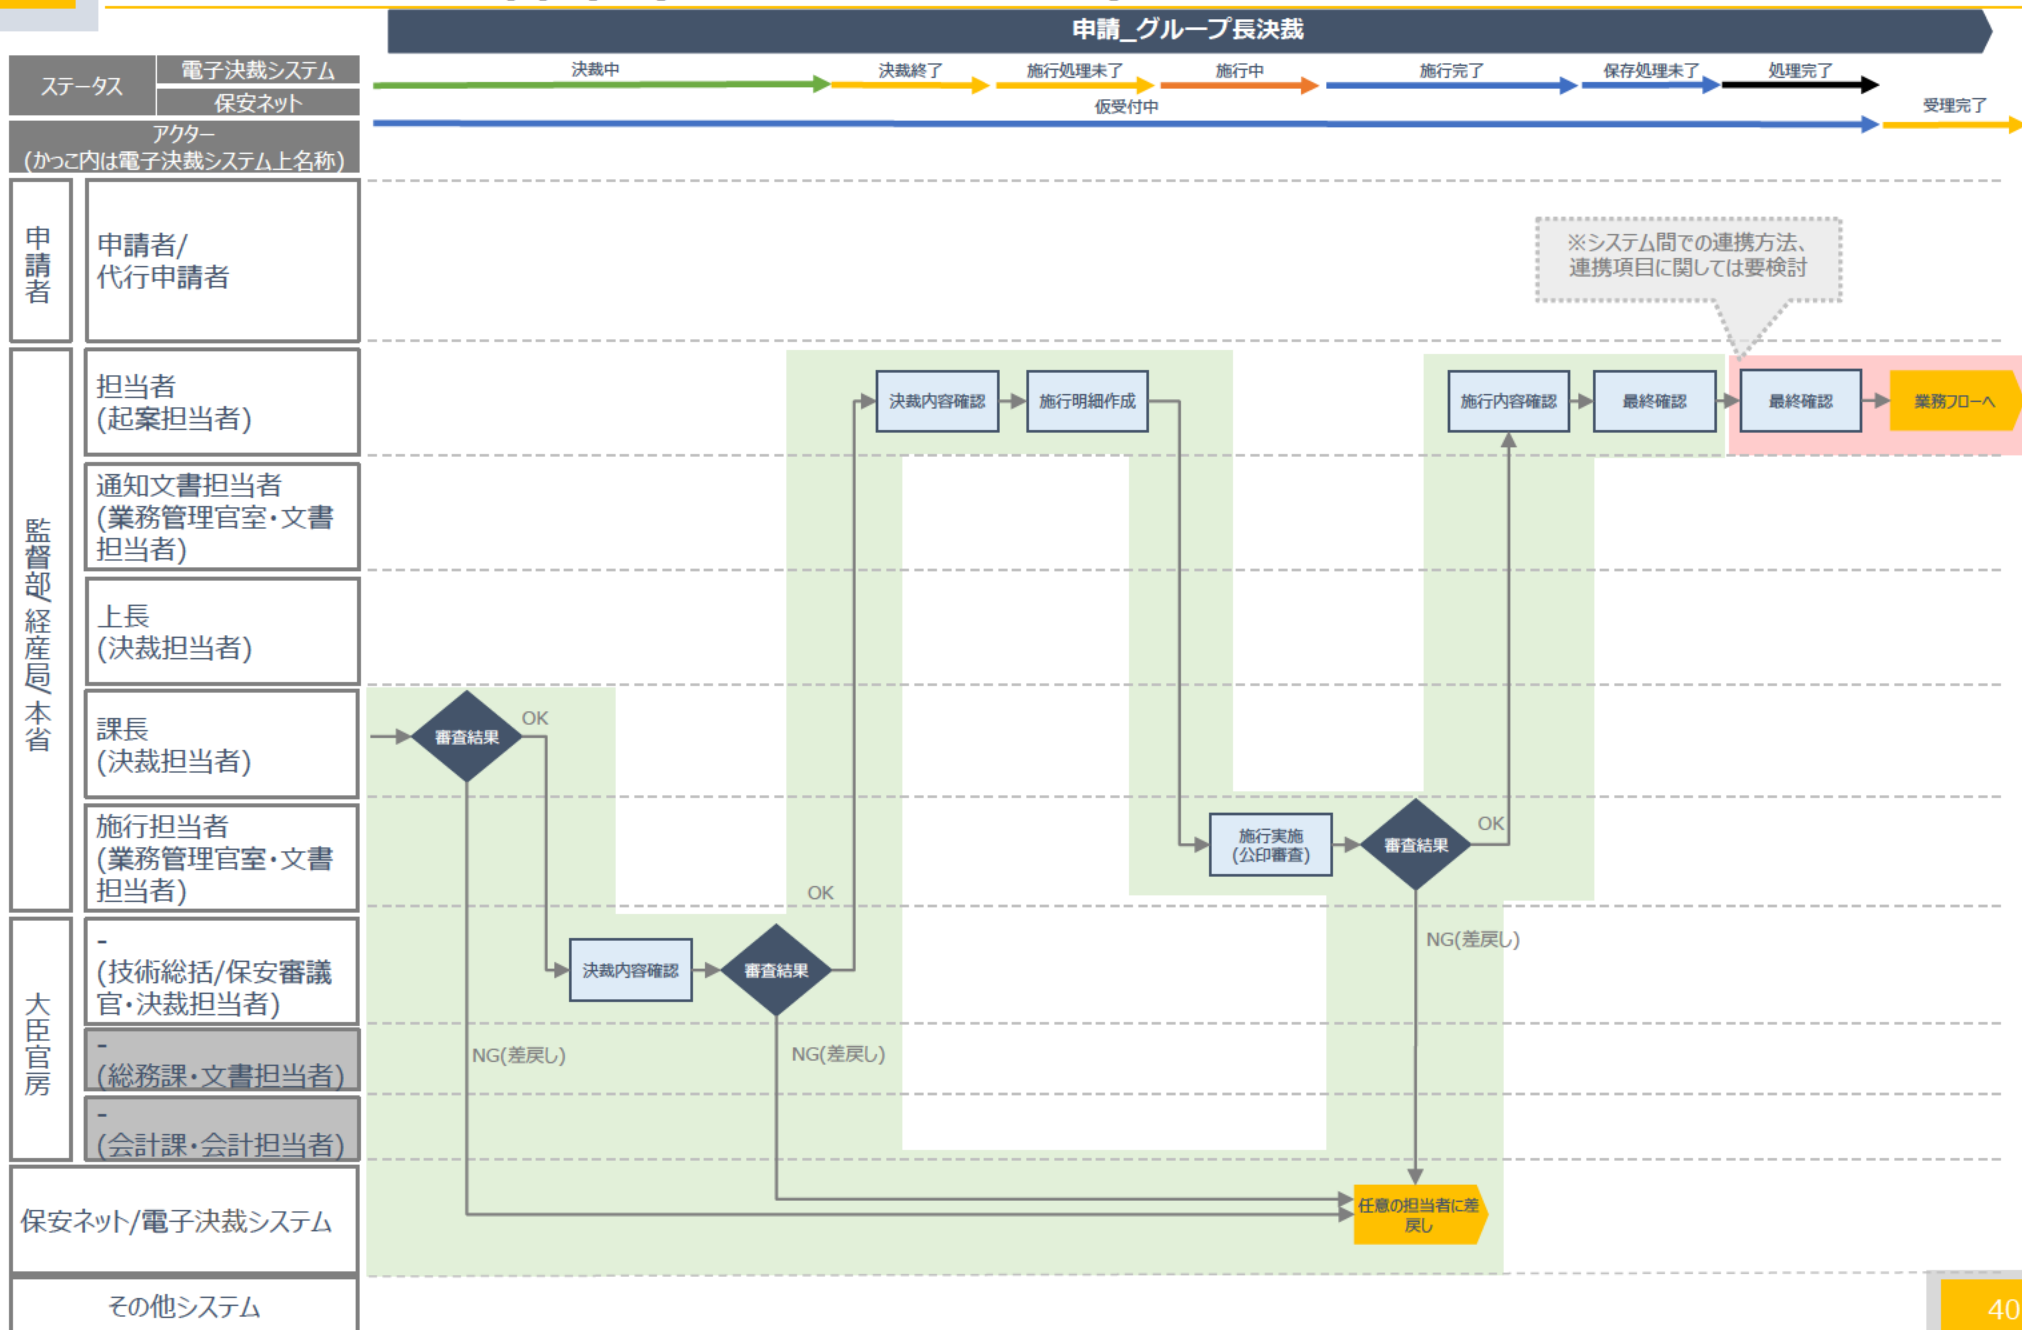 申請_グループ長決裁
ステータス
電子決裁システム
保安ネット
決裁中
決裁終了
施行処理未了
施行中
施行完了
保存処理未了
処理完了
仮受付中
受理完了
アクター
(かっこ内は電子決裁システム上名称)
申請者
申請者/
代行申請者
※システム間での連携方法、
連携項目に関しては要検討
監督部/経産局/本省
担当者
(起案担当者)
決裁内容確認
施行明細作成
施行内容確認
最終確認
最終確認
業務フローへ
通知文書担当者
(業務管理官室・文書
担当者)
上長
(決裁担当者)
課長
(決裁担当者)
審査結果
OK
施行担当者
(業務管理官室・文書
担当者)
施行実施
(公印審査)
審査結果
OK
OK
NG(差戻し)
大臣官房
-
(技術総括/保安審議
官・決裁担当者)
決裁内容確認
審査結果
-
(総務課・文書担当者)
NG(差戻し)
NG(差戻し)
-
(会計課・会計担当者)
保安ネット/電子決裁システム
任意の担当者に差
戻し
その他システム
40